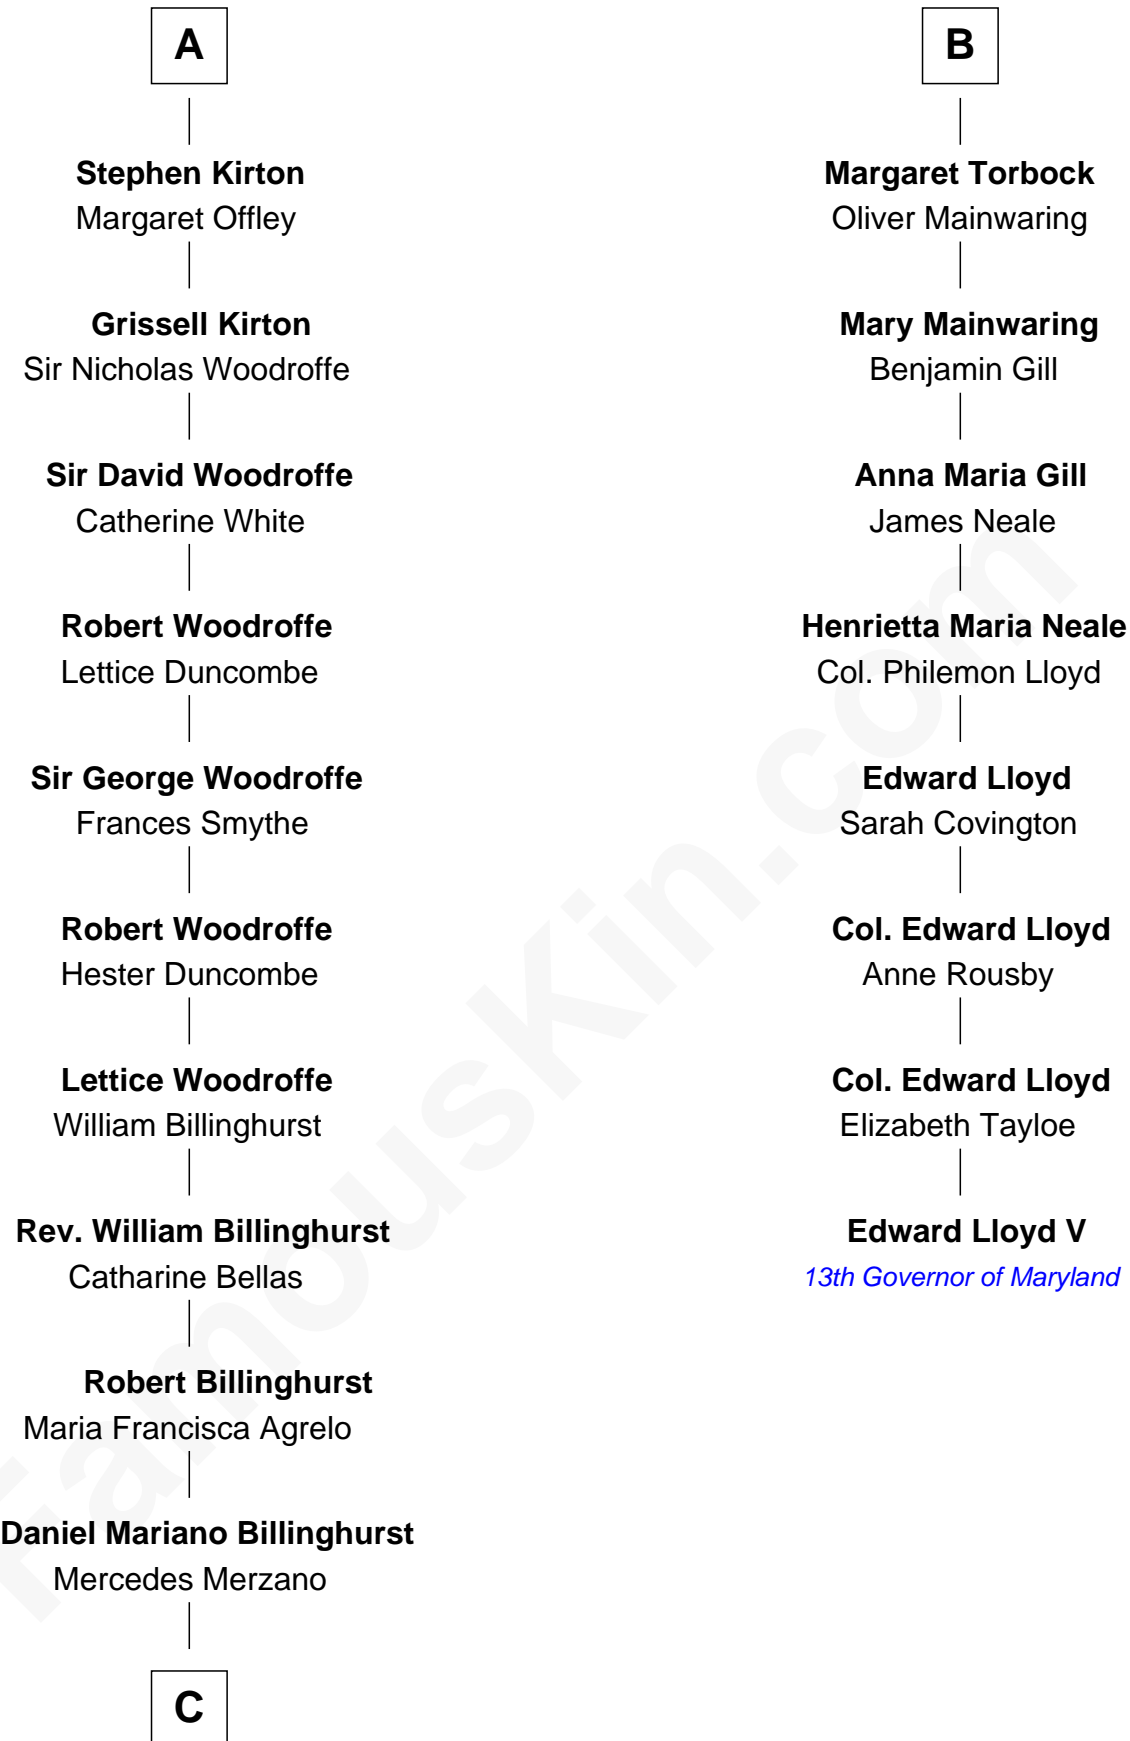 A
Stephen Kirton
Margaret Offley
Grissell Kirton
Sir Nicholas Woodroffe
Sir David Woodroffe
Catherine White
Robert Woodroffe
Lettice Duncombe
Sir George Woodroffe
Frances Smythe
Robert Woodroffe
Hester Duncombe
Lettice Woodroffe
William Billinghurst
Rev. William Billinghurst
Catharine Bellas
Robert Billinghurst
Maria Francisca Agrelo
Daniel Mariano Billinghurst
Mercedes Merzano
C
B
Margaret Torbock
Oliver Mainwaring
Mary Mainwaring
Benjamin Gill
Anna Maria Gill
James Neale
Henrietta Maria Neale
Col. Philemon Lloyd
Edward Lloyd
Sarah Covington
Col. Edward Lloyd
Anne Rousby
Col. Edward Lloyd
Elizabeth Tayloe
Edward Lloyd V
13th Governor of Maryland
FamousKin.com